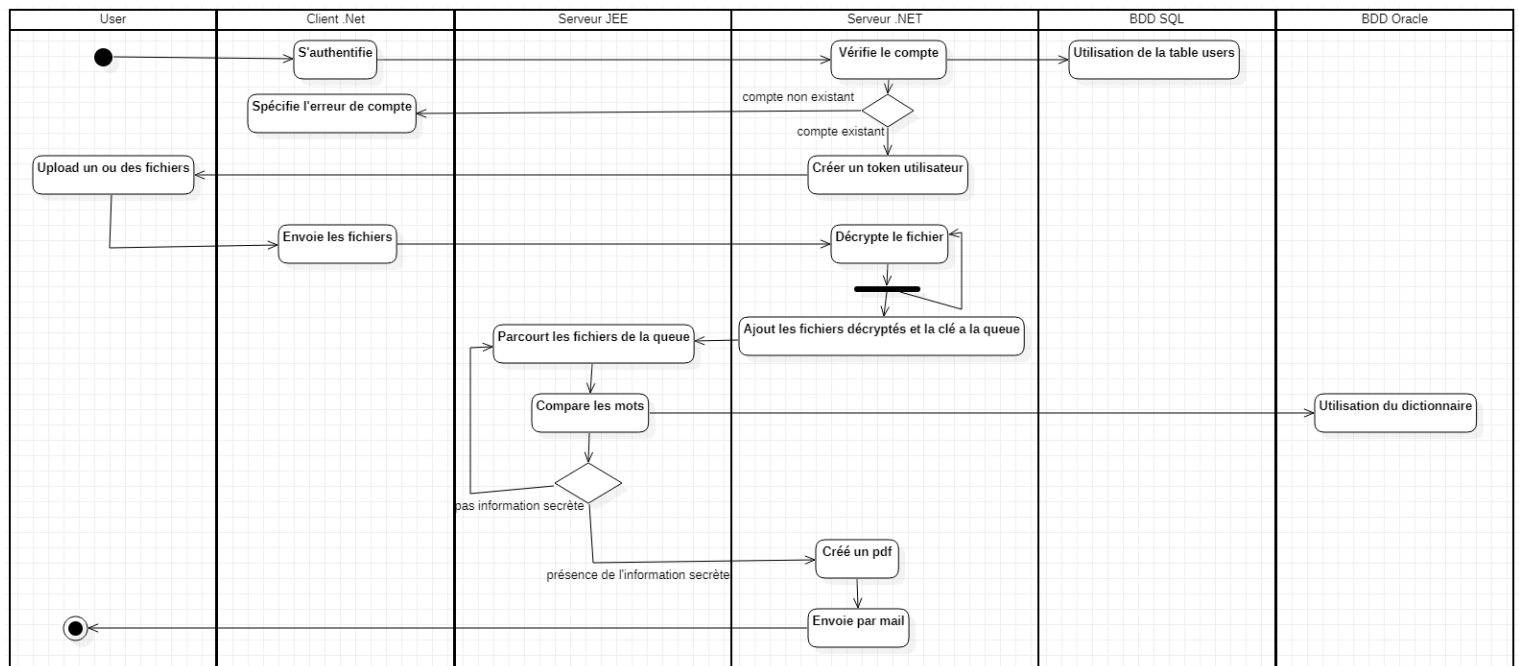 User
Client .Net
Serveur JEE
Serveur .NET
BDD SQL
BDD Oracle
S'authentifie
Vérifie le compte
Utilisation de la table users
compte non existant
Spécifie l'erreur de compte
compte existant
Upload un ou des fichiers
Créer un token utilisateur
Envoie les fichiers
Décrypte le fichier
Parcourt les fichiers de la queue
Ajout les fichiers décryptés et la clé a la queue
Compare les mots
Utilisation du dictionnaire
pas information secrète
Créé un pdf
présence de l'information secrète
Envoie par mail